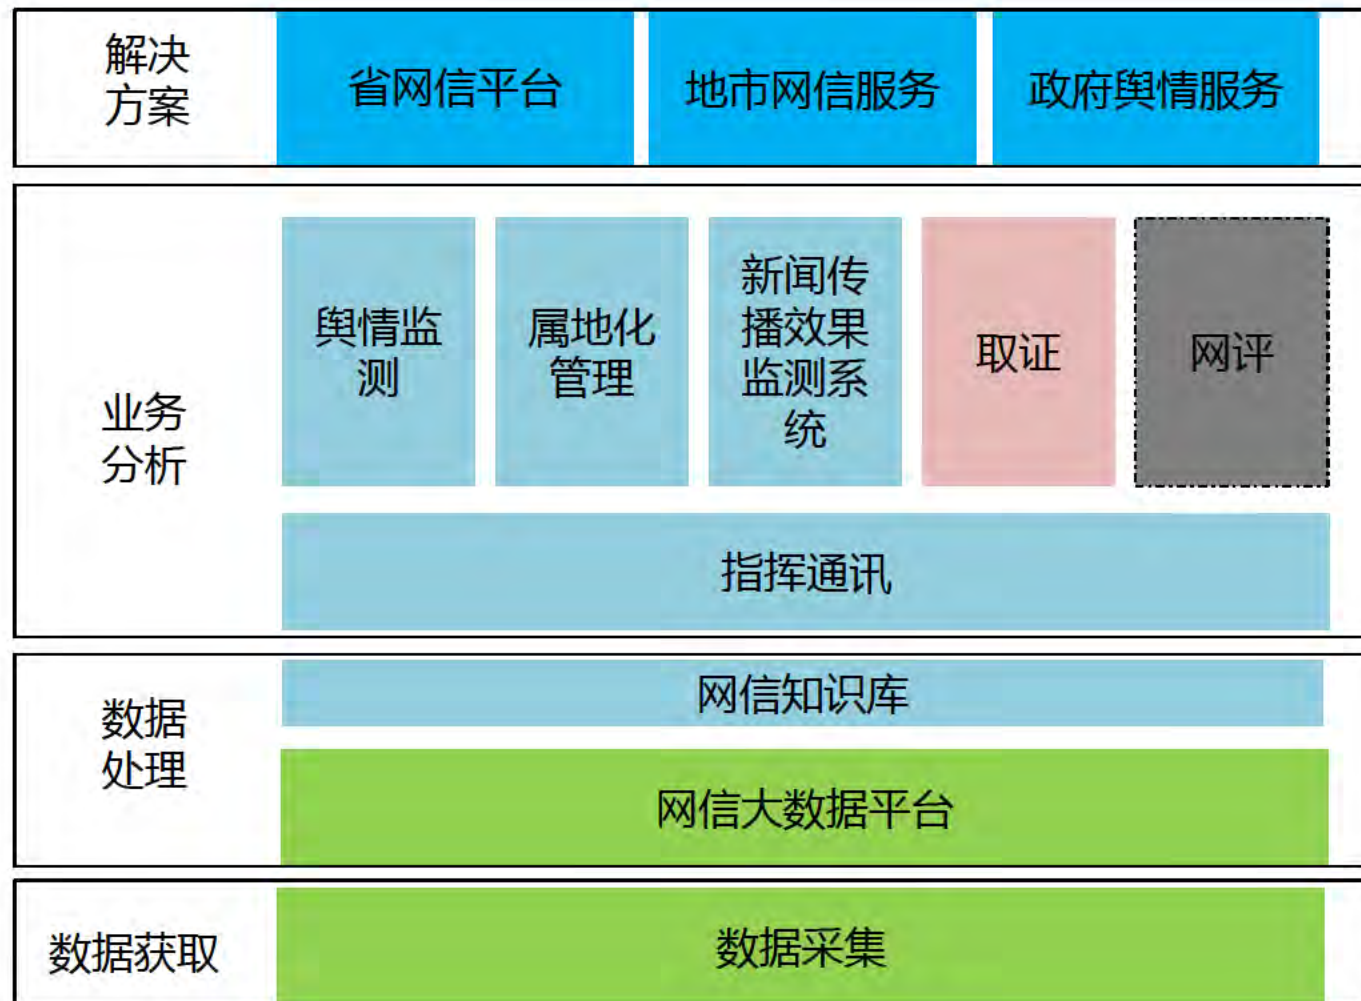 解决
方案
省网信平台
地市网信服务
政府舆情服务
业务
分析
舆情监
测
属地化
管理
新闻传
播效果
监测系
统
取证
网评
指挥通讯
数据
处理
网信知识库
网信大数据平台
数据获取
数据采集